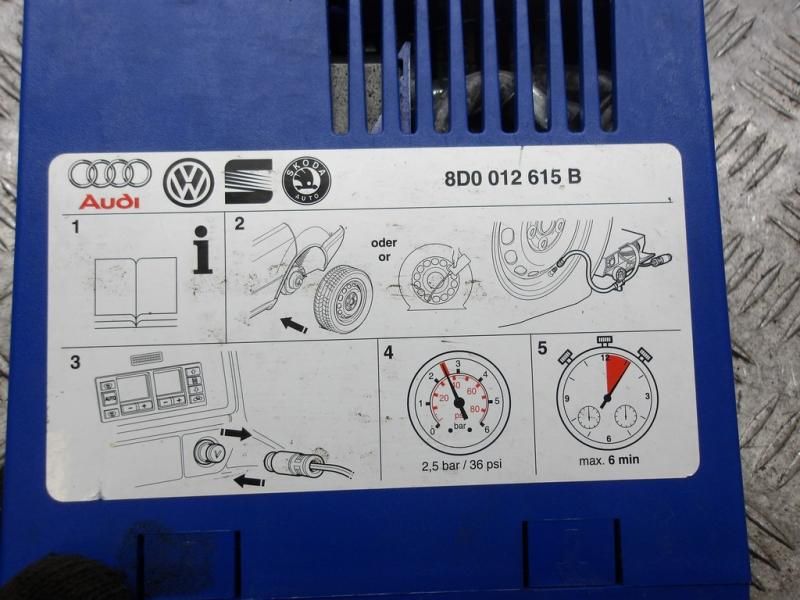 Audi VW S ŠKODA AUTO 8D0 012 615 B
1
1
i
2
oder
or
3
AUTO
V
4
0 1 2 3 4 5 6
20 40 60 80
psi
bar
2,5 bar / 36 psi
5
12
3
6
9
max. 6 min